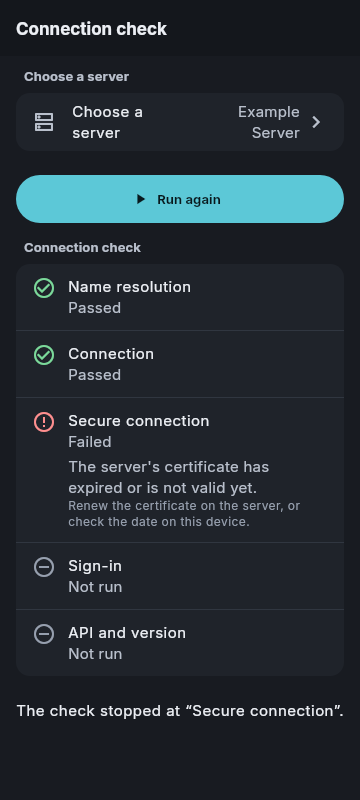 Connection check
Choose a server
Choose a
server
Example
Server
Run again
Connection check
Name resolution
Passed
Connection
Passed
Secure connection
Failed
The server's certificate has
expired or is not valid yet.
Renew the certificate on the server, or
check the date on this device.
Sign-in
Not run
API and version
Not run
The check stopped at “Secure connection”.